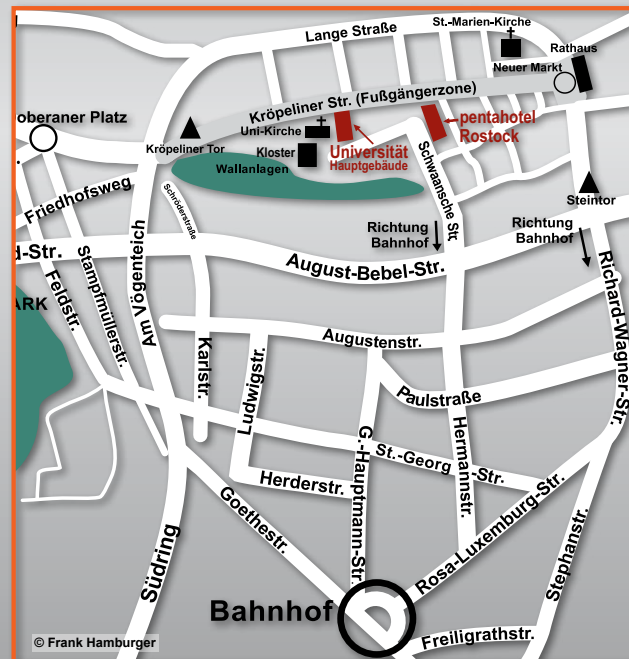 St.-Marien-Kirche
Lange Straße
Rathaus
Neuer Markt
Kröpeliner Str. (Fußgängerzone)
oberaner Platz
pentahotel
Rostock
Uni-Kirche
Kröpeliner Tor
Universität
Hauptgebäude
Kloster
Wallanlagen
Schwaansche Str.
Friedhofsweg
Schröderstraße
Steintor
Richtung
Bahnhof
Richtung
Bahnhof
d-Str.
August-Bebel-Str.
Am Vögenteich
Stampfmüllerstr.
Feldstr.
ARK
Richard-Wagner-Str.
Augustenstr.
Karlstr.
Ludwigstr.
Paulstraße
G.-Hauptmann-Str.
Hermannstr.
St.-Georg -Str.
Herderstr.
Goethestr.
Rosa-Luxemburg-Str.
Stephanstr.
Südring
Bahnhof
Freiligrathstr.
© Frank Hamburger